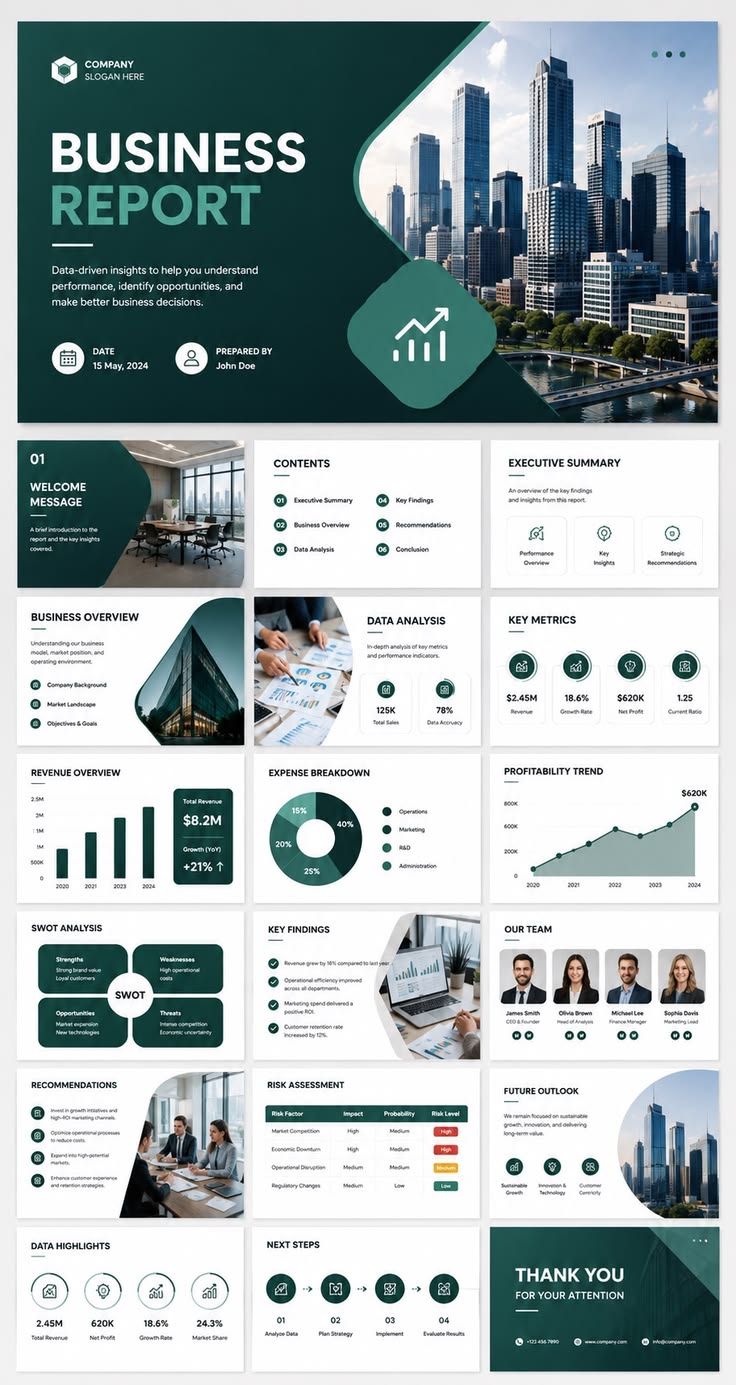 COMPANY
SLOGAN HERE
BUSINESS
REPORT
Data-driven insights to help you understand
performance, identify opportunities, and
make better business decisions.
DATE
15 May, 2024
PREPARED BY
John Doe
01
WELCOME
MESSAGE
A brief introduction to the
report and the key insights
covered.
CONTENTS
01 Executive Summary
02 Business Overview
03 Data Analysis
04 Key Findings
05 Recommendations
06 Conclusion
EXECUTIVE SUMMARY
An overview of the key findings
and insights from this report.
Performance
Overview
Key
Insights
Strategic
Recommendations
BUSINESS OVERVIEW
Understanding our business
model, market position, and
operating environment.
Company Background
Market Landscape
Objectives & Goals
DATA ANALYSIS
In-depth analysis of key metrics
and performance indicators.
125K
Total Sales
78%
Data Accruacy
KEY METRICS
$2.45M
Revenue
18.6%
Growth Rate
$620K
Net Profit
1.25
Current Ratio
REVENUE OVERVIEW
2.5M
2M
1M
500K
0
2020 2021 2023 2024
Total Revenue
$8.2M
Growth (YoY)
+21% ↑
EXPENSE BREAKDOWN
15%
40%
20%
25%
Operations
Marketing
R&D
Administration
PROFITABILITY TREND
$620K
800K
600K
200K
0
2020 2021 2022 2023 2024
SWOT ANALYSIS
Strengths
Strong brand value
Loyal customers
Weaknesses
High operational
costs
SWOT
Opportunities
Market expansion
New technologies
Threats
Intense competition
Economic uncertainty
KEY FINDINGS
Revenue grew by 18% compared to last year.
Operational efficiency improved
across all departments.
Marketing spend delivered a
positive ROI.
Customer retention rate
increased by 12%.
OUR TEAM
James Smith
CEO & Founder
Olivia Brown
Head of Analysis
Michael Lee
Finance Manager
Sophia Davis
Marketing Lead
RECOMMENDATIONS
Invest in growth initiatives and
high-ROI marketing channels.
Optimize operational processes
to reduce costs.
Expand into high-potential
markets.
Enhance customer experience
and retention strategies.
RISK ASSESSMENT
Risk Factor Impact Probability Risk Level
Market Competition High Medium High
Economic Downturn High Medium High
Operational Disruption Medium Medium Medium
Regulatory Changes Medium Low Low
FUTURE OUTLOOK
We remain focused on sustainable
growth, innovation, and delivering
long-term value.
Sustainable
Growth
Innovation &
Technology
Customer
Centricity
DATA HIGHLIGHTS
2.45M
Total Revenue
620K
Net Profit
18.6%
Growth Rate
24.3%
Market Share
NEXT STEPS
01
Analyze Data
02
Plan Strategy
03
Implement
04
Evaluate Results
THANK YOU
FOR YOUR ATTENTION
+123 456 7890
www.company.com
info@company.com